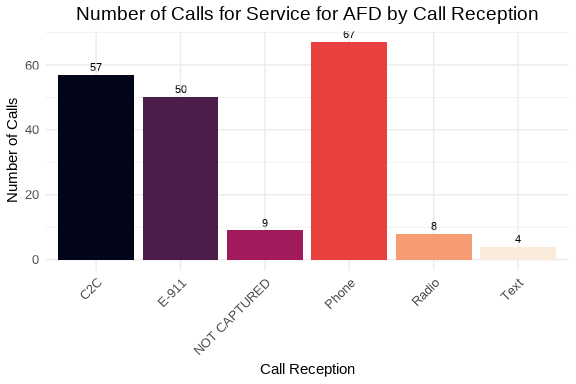 Number of Calls for Service for AFD by Call Reception
Number of Calls
60
40
20
0
57
50
9
67
8
4
C2C
E-911
NOT CAPTURED
Phone
Radio
Text
Call Reception